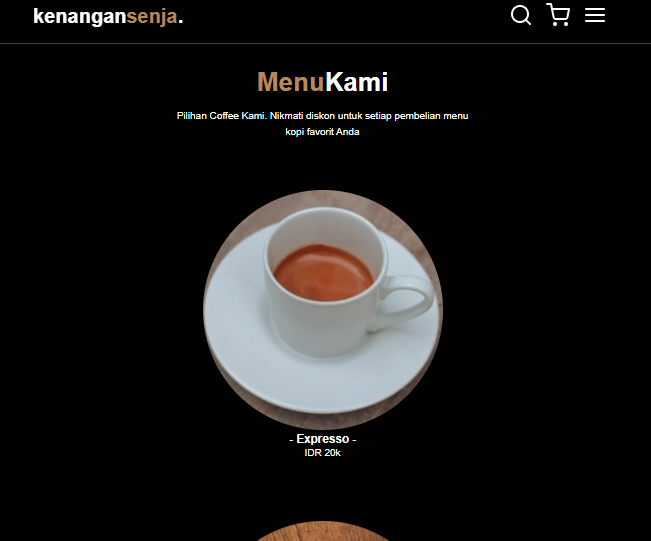 kenangansenja.
MenuKami
Pilihan Coffee Kami. Nikmati diskon untuk setiap pembelian menu
kopi favorit Anda
- Expresso -
IDR 20k